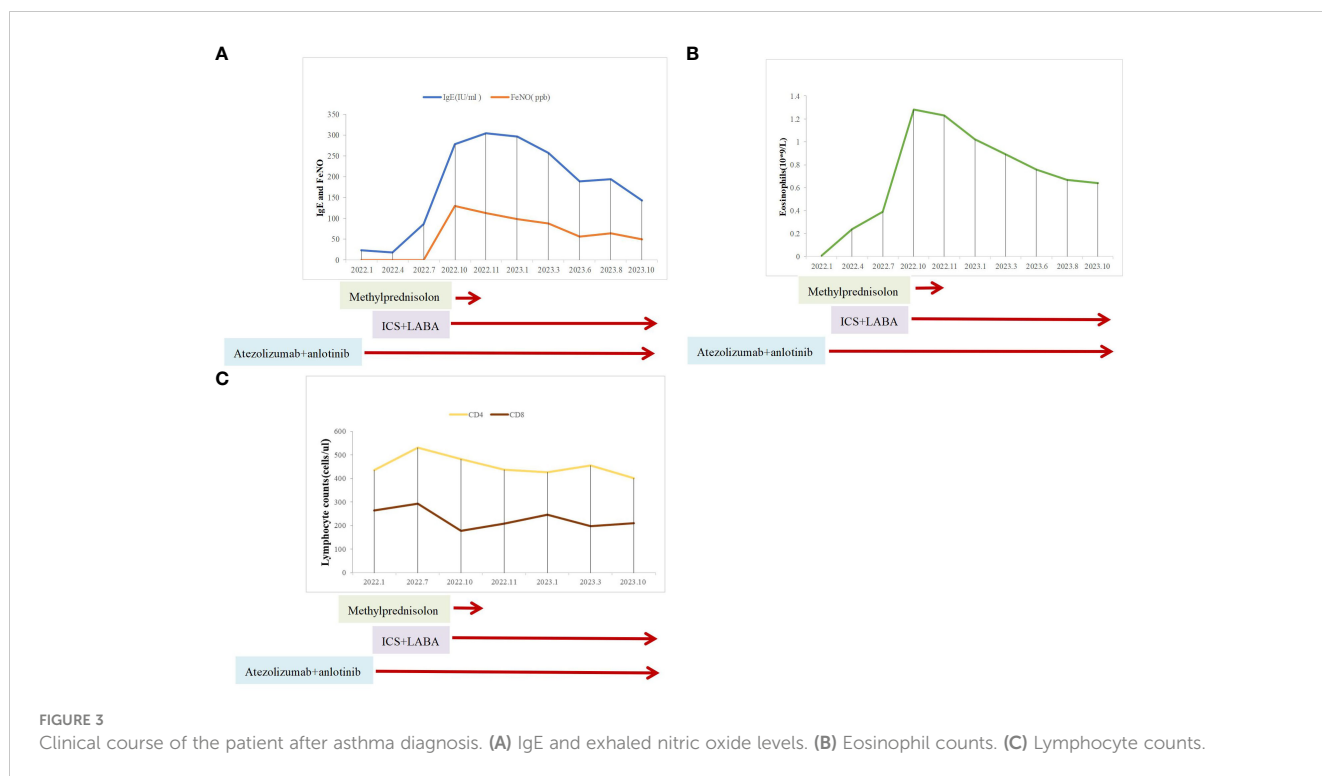 A
IgE(IU/ml ) FeNO( ppb)
IgE and FeNO
350
300
250
200
150
100
50
0
2022.1 2022.4 2022.7 2022.10 2022.11 2023.1 2023.3 2023.6 2023.8 2023.10
Methylprednisolon
ICS+LABA
Atezolizumab+anlotinib
B
Eosinophils(10^9/L)
1.4
1.2
1
0.8
0.6
0.4
0.2
0
2022.1 2022.4 2022.7 2022.10 2022.11 2023.1 2023.3 2023.6 2023.8 2023.10
Methylprednisolon
ICS+LABA
Atezolizumab+anlotinib
C
CD4 CD8
Lymphocyte counts(cells/ul)
600
500
400
300
200
100
0
2022.1 2022.7 2022.10 2022.11 2023.1 2023.3 2023.10
Methylprednisolon
ICS+LABA
Atezolizumab+anlotinib
FIGURE 3
Clinical course of the patient after asthma diagnosis. (A) IgE and exhaled nitric oxide levels. (B) Eosinophil counts. (C) Lymphocyte counts.